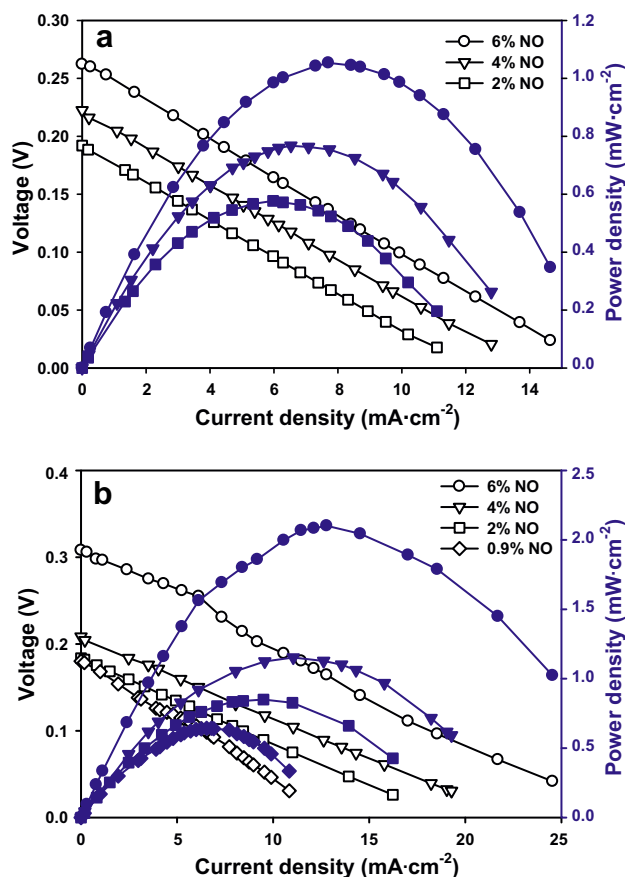 a
6% NO
4% NO
2% NO
0.30
0.25
0.20
0.15
0.10
0.05
0.00
Voltage (V)
1.2
1.0
0.8
0.6
0.4
0.2
0.0
Power density (mW·cm⁻²)
0 2 4 6 8 10 12 14
Current density (mA·cm⁻²)
b
6% NO
4% NO
2% NO
0.9% NO
0.4
0.3
0.2
0.1
0.0
Voltage (V)
2.5
2.0
1.5
1.0
0.5
0.0
Power density (mW·cm⁻²)
0 5 10 15 20 25
Current density (mA·cm⁻²)